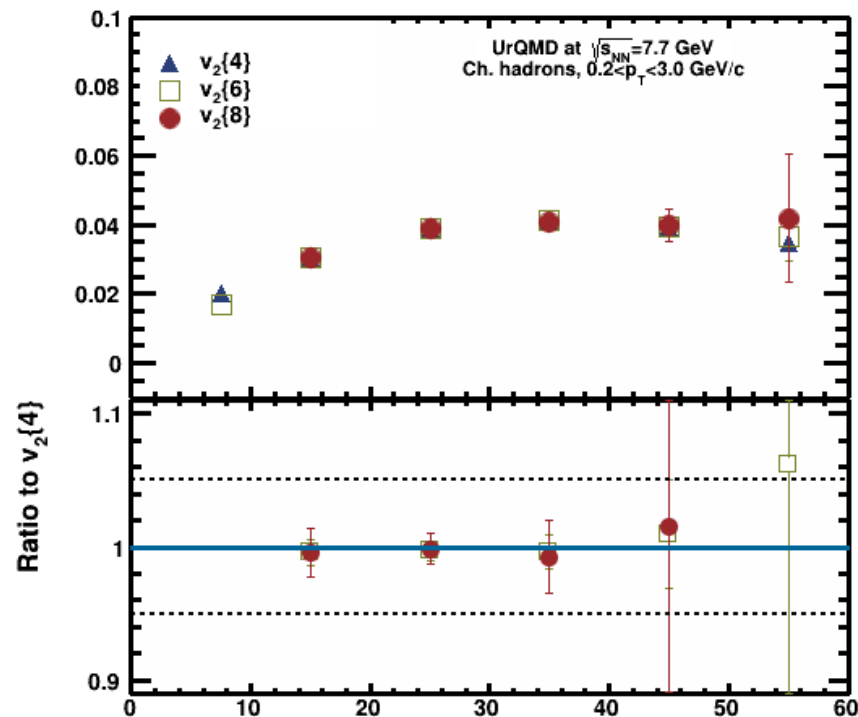 0.1
0.08
0.06
0.04
0.02
0
v₂{4}
v₂{6}
v₂{8}
UrQMD at √s_NN=7.7 GeV
Ch. hadrons, 0.2<p_T<3.0 GeV/c
Ratio to v₂{4}
1.1
1
0.9
0 10 20 30 40 50 60